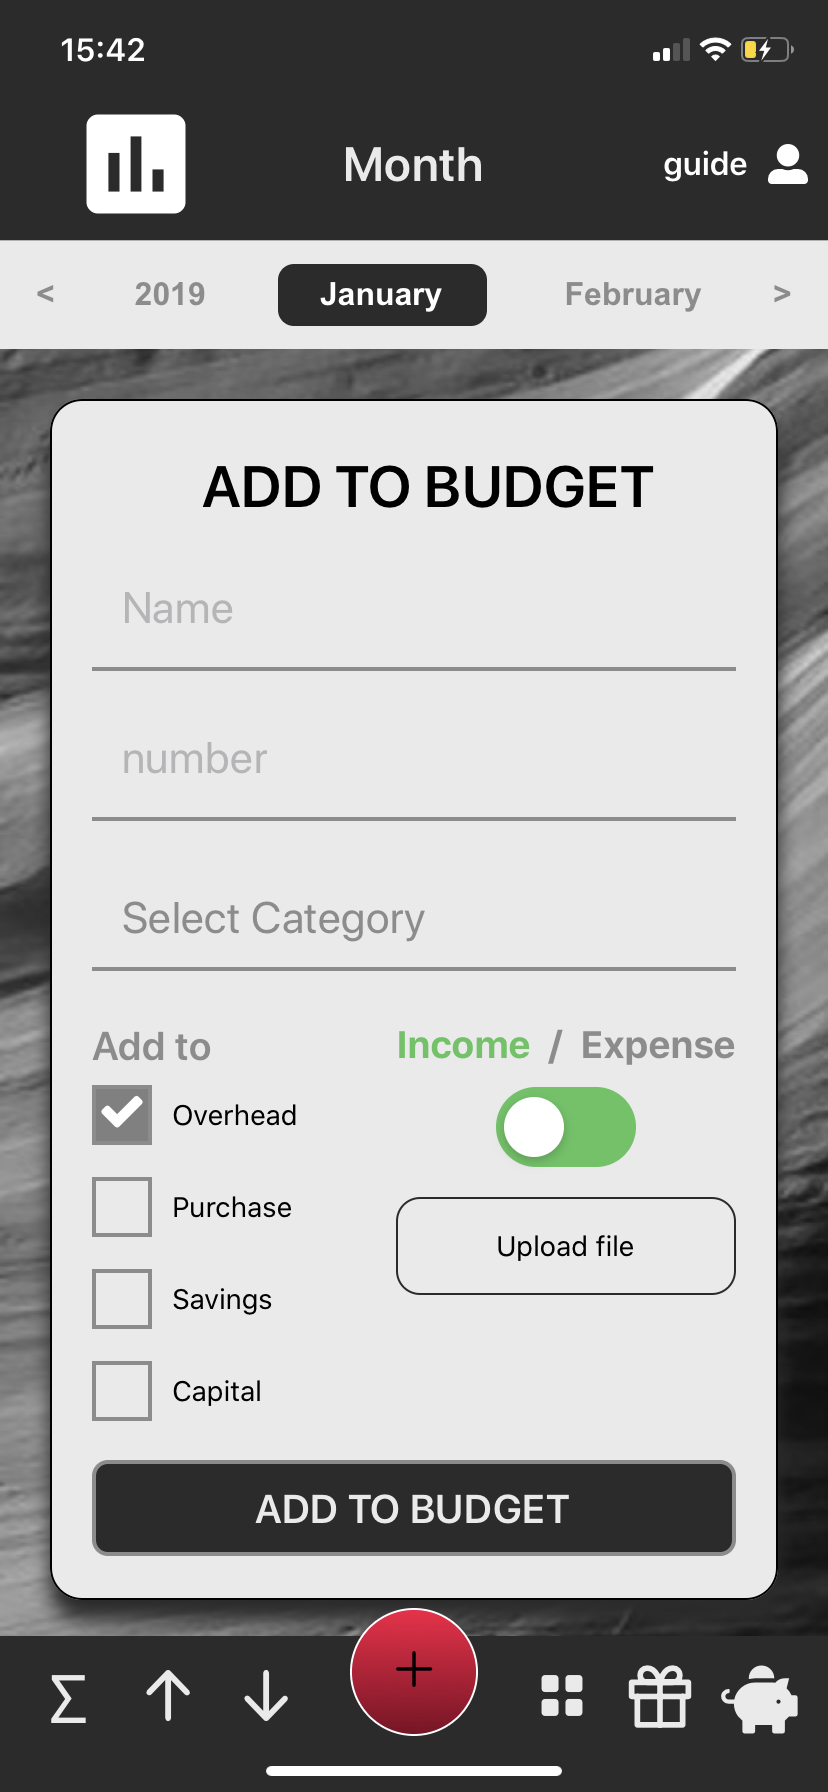 15:42
Month
guide
< 2019 January February >
ADD TO BUDGET
Name
number
Select Category
Add to
Income / Expense
Overhead
Purchase
Upload file
Savings
Capital
ADD TO BUDGET
Σ
+